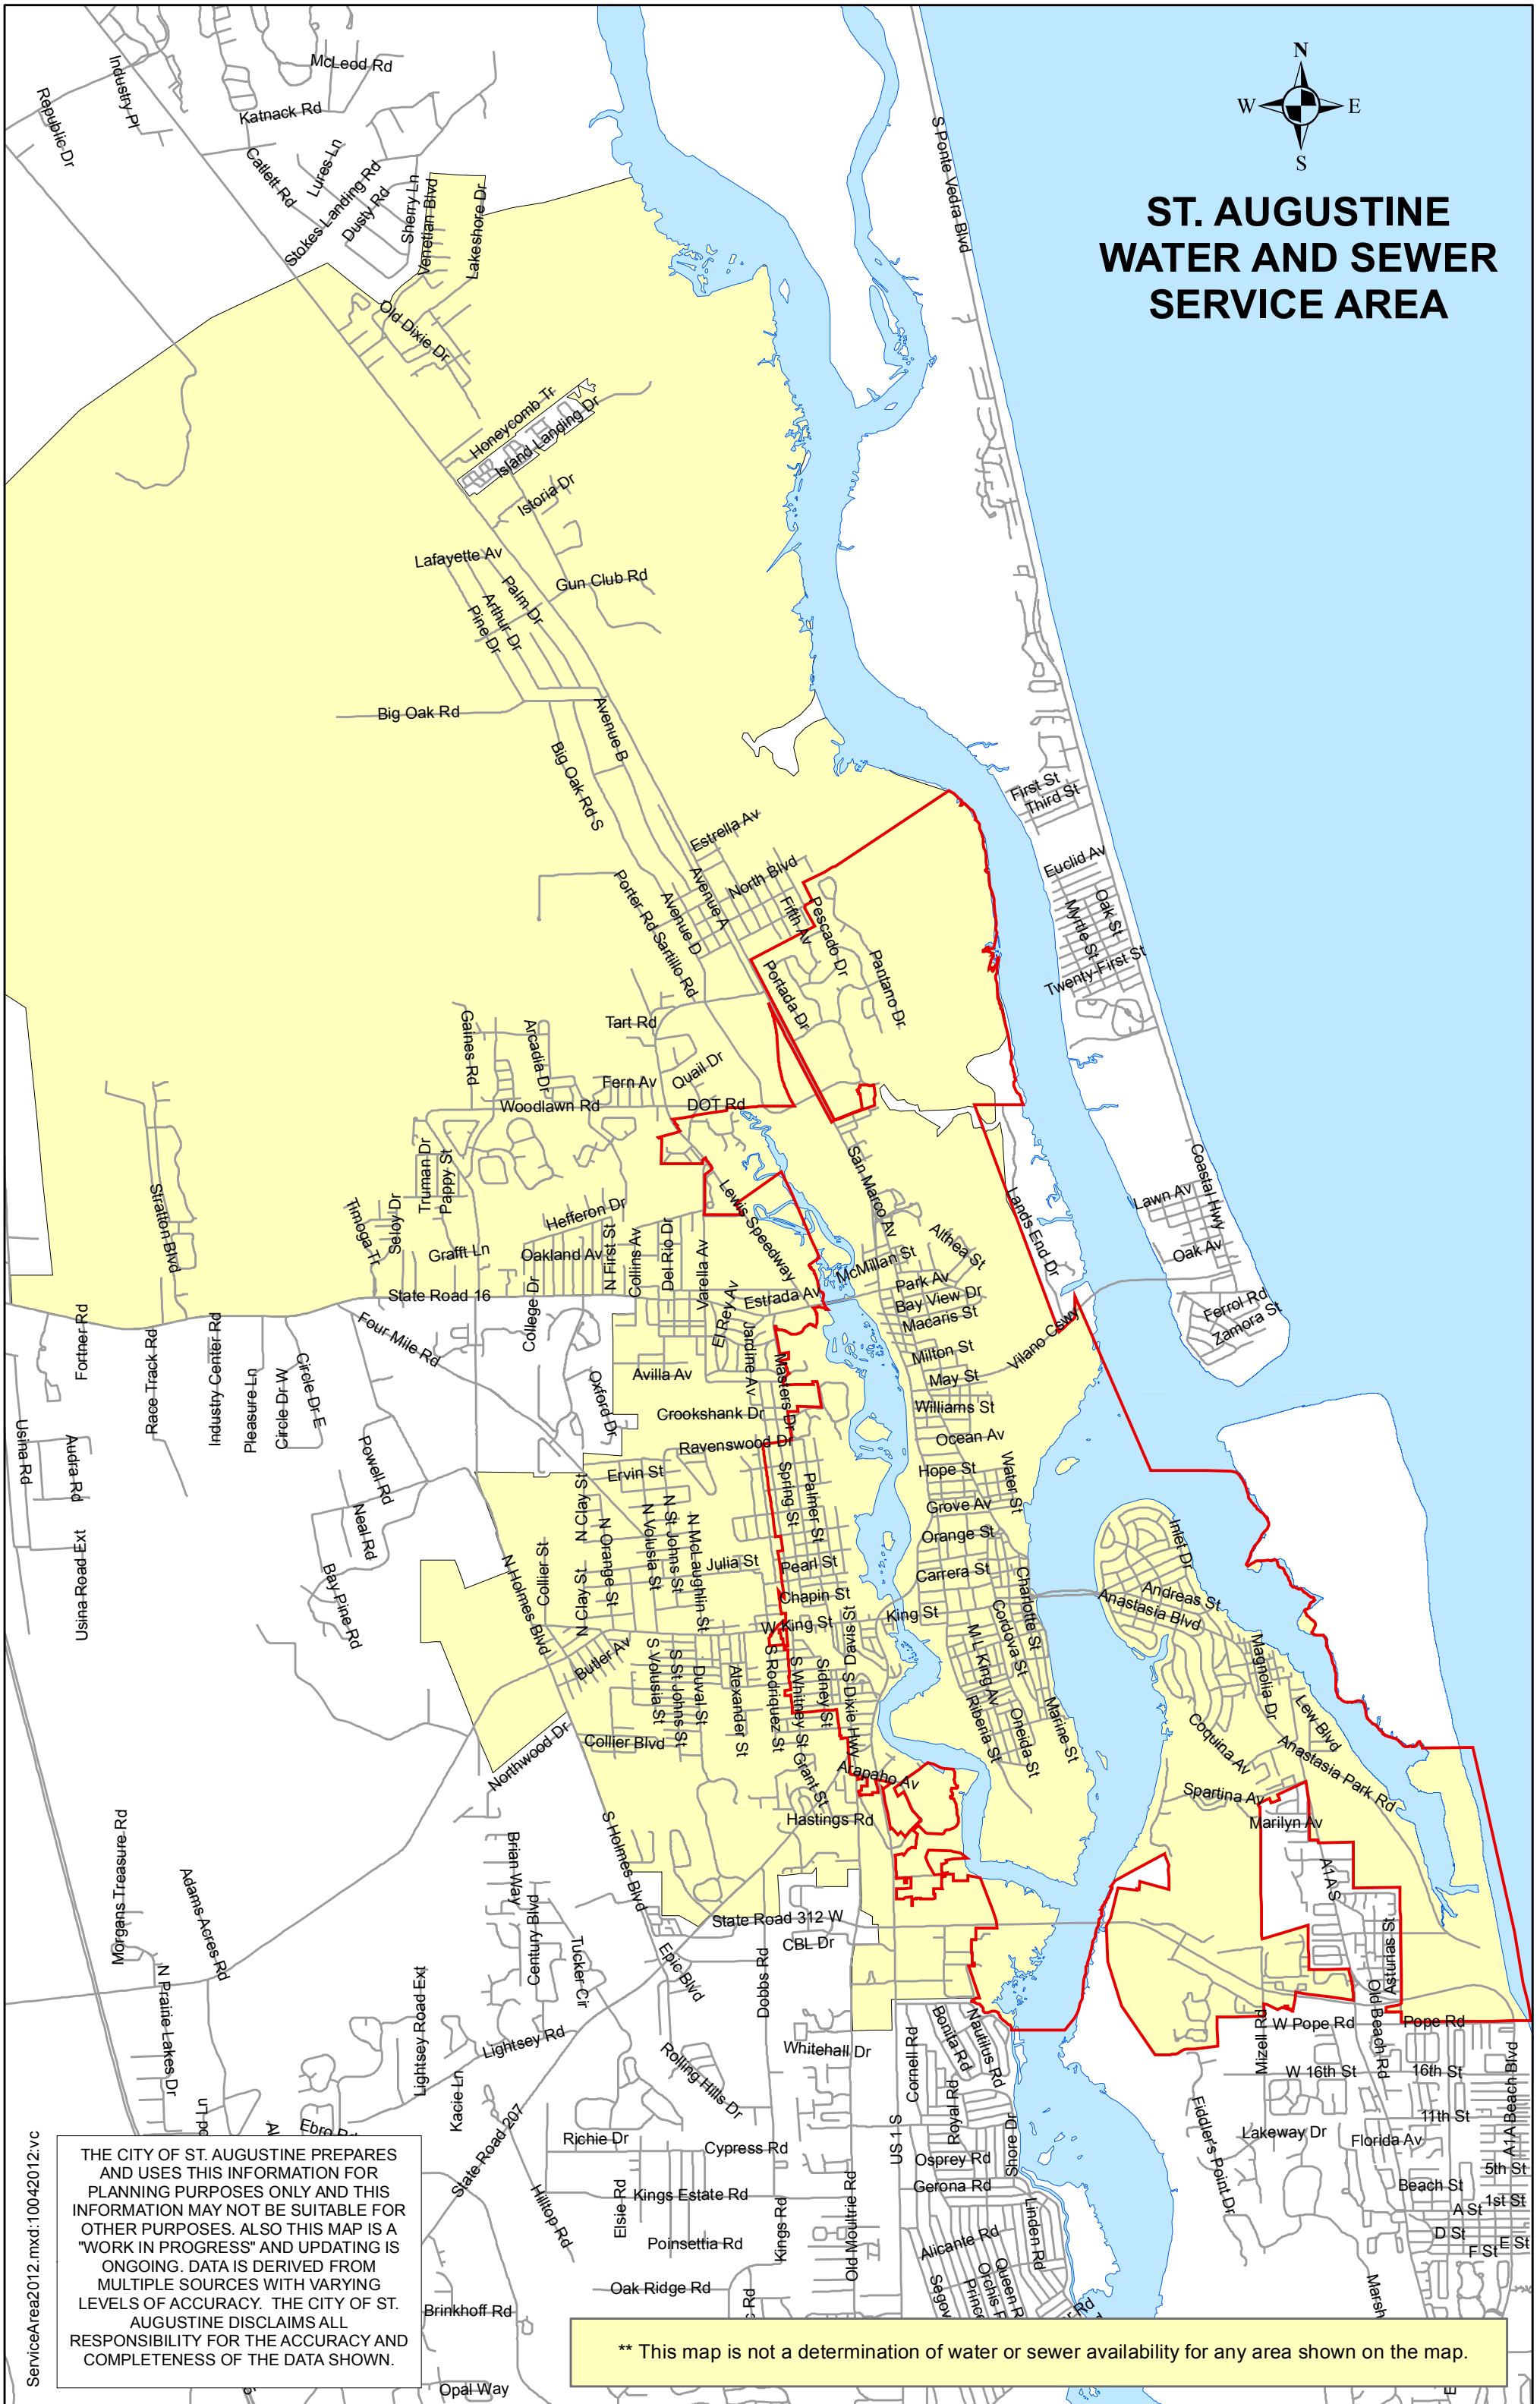 N
W E
S
ST. AUGUSTINE
WATER AND SEWER
SERVICE AREA
McLeod Rd
Industry Pl
Republic Dr
Katnack Rd
Catlett Rd
Lures Ln
Stokes Landing Rd
Dusty Rd
Sherry Ln
Venetian Blvd
Lakeshore Dr
S Ponte Vedra Blvd
Old Dixie Dr
Honeycomb Tr
Island Landing Dr
Istoria Dr
Lafayette Av
Palm Dr
Arthur Dr
Pine Dr
Gun Club Rd
Big Oak Rd
Avenue B
Big Oak Rd S
First St
Third St
Estrella Av
Euclid Av
North Blvd
Avenue A
Porter Rd
Avenue D
Fifth Av
Pescado Dr
Oak St
Myrtle St
Sartillo Rd
Portada Dr
Pantano Dr
Twenty-First St
Gaines Rd
Arcadia Dr
Tart Rd
Fern Av
Quail Dr
Woodlawn Rd
DOT Rd
Truman Dr
Pappy St
San Marco Av
Lands End Dr
Coastal Hwy
Lawn Av
Oak Av
Stratton Blvd
Timoga Tr
Seloy Dr
Hefferon Dr
Lewis Speedway
Althea St
Grafft Ln
Oakland Av
N First St
Collins Av
Del Rio Dr
Varella Av
McMillan St
Park Av
State Road 16
El Rey Av
Estrada Av
Bay View Dr
Macaris St
Ferrol Rd
Zamora St
Fortner Rd
Race Track Rd
Industry Center Rd
Pleasure Ln
Circle Dr W
Circle Dr E
Four Mile Rd
College Dr
Oxford Dr
Avilla Av
Jardine Av
Masters Dr
Milton St
Vilano Cswy
May St
Crookshank Dr
Williams St
Usina Rd
Audra Rd
Powell Rd
Ravenswood Dr
Ocean Av
Ervin St
Spring St
Palmer St
Hope St
Water St
Neal Rd
N Clay St
N Orange St
N Volusia St
N St Johns St
N McLaughlin St
Grove Av
Inlet Dr
Usina Road Ext
Bay Pine Rd
N Holmes Blvd
Collier St
N Clay St
Julia St
Pearl St
Orange St
Carrera St
Charlotte St
Andreas St
Anastasia Blvd
Chapin St
W King St
King St
S Davis St
Cordova St
M L King Av
Butler Av
S Volusia St
S St Johns St
Duval St
Alexander St
S Rodriquez St
S Whitney St
Sidney St
S Dixie Hwy
Magnolia Dr
Riberia St
Oneida St
Marine St
Lew Blvd
Coquina Av
Anastasia Park Rd
Collier Blvd
Northwood Dr
Grant St
Arapaho Av
Spartina Av
Marilyn Av
Hastings Rd
S Holmes Blvd
Morgans Treasure Rd
Adams Acres Rd
Brian Way
Century Blvd
Tucker Cir
State Road 312 W
CBL Dr
A1A S
Asturias St
Epic Blvd
Dobbs Rd
N Prairie Lakes Dr
Lightsey Road Ext
Lightsey Rd
Kacie Ln
Whitehall Dr
Cornell Rd
Bonita Rd
Nautilus Rd
Mizell Rd
W Pope Rd
Old Beach Rd
Pope Rd
Rolling Hills Dr
W 16th St
16th St
A1A Beach Blvd
Royal Rd
Shore Dr
Fiddler's Point Dr
11th St
Ebro
State Road 207
Richie Dr
Cypress Rd
US 1 S
Osprey Rd
Lakeway Dr
Florida Av
5th St
Gerona Rd
Beach St
1st St
A St
Hilltop Rd
Elsie Rd
Kings Estate Rd
Kings Rd
Old Moultrie Rd
Linden Rd
D St
E St
F St
Poinsettia Rd
Alicante Rd
Oak Ridge Rd
Brinkhoff Rd
Opal Way
ServiceArea2012.mxd:10042012:vc
THE CITY OF ST. AUGUSTINE PREPARES
AND USES THIS INFORMATION FOR
PLANNING PURPOSES ONLY AND THIS
INFORMATION MAY NOT BE SUITABLE FOR
OTHER PURPOSES. ALSO THIS MAP IS A
"WORK IN PROGRESS" AND UPDATING IS
ONGOING. DATA IS DERIVED FROM
MULTIPLE SOURCES WITH VARYING
LEVELS OF ACCURACY. THE CITY OF ST.
AUGUSTINE DISCLAIMS ALL
RESPONSIBILITY FOR THE ACCURACY AND
COMPLETENESS OF THE DATA SHOWN.
** This map is not a determination of water or sewer availability for any area shown on the map.